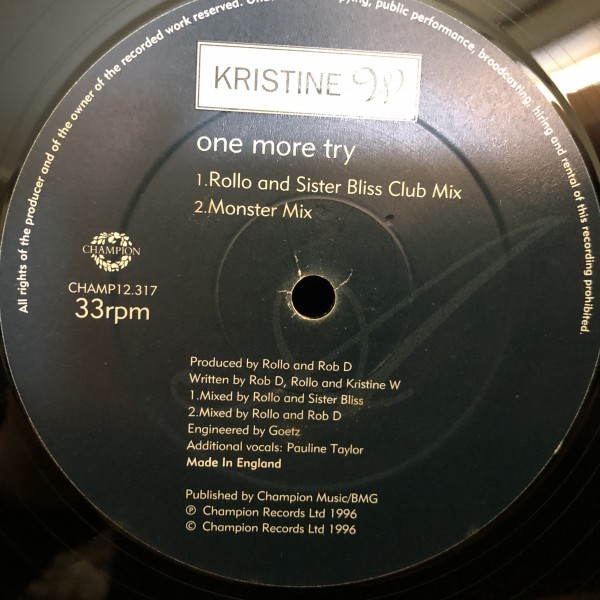 All rights of the producer and of the owner of the recorded work reserved. public performance, broadcasting, hiring and rental of this recording prohibited.
KRISTINE W
one more try
1.Rollo and Sister Bliss Club Mix
2.Monster Mix
CHAMPION
CHAMP12.317
33rpm
Produced by Rollo and Rob D
Written by Rob D, Rollo and Kristine W
1.Mixed by Rollo and Sister Bliss
2.Mixed by Rollo and Rob D
Engineered by Goetz
Additional vocals: Pauline Taylor
Made In England
Published by Champion Music/BMG
℗ Champion Records Ltd 1996
© Champion Records Ltd 1996